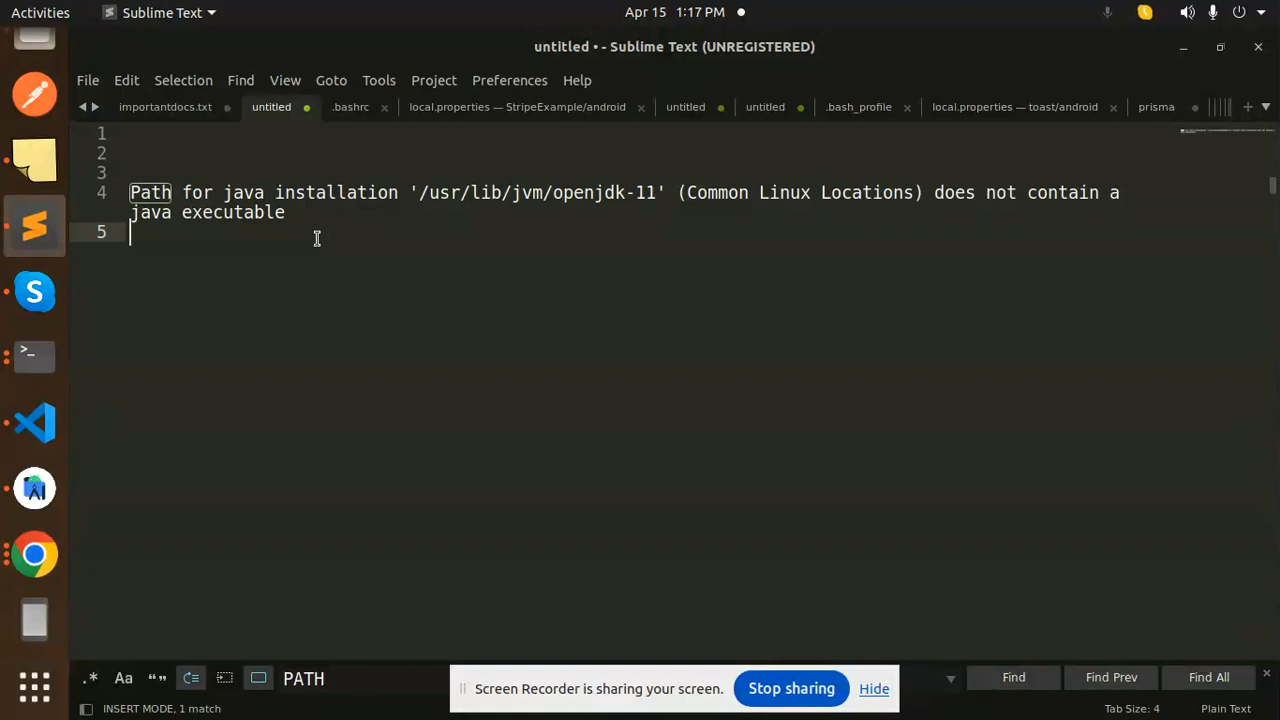 Activities Sublime Text Apr 15 1:17 PM
untitled • - Sublime Text (UNREGISTERED)
File Edit Selection Find View Goto Tools Project Preferences Help
importantdocs.txt untitled .bashrc local.properties — StripeExample/android untitled untitled .bash_profile local.properties — toast/android prisma
1
2
3
4 Path for java installation '/usr/lib/jvm/openjdk-11' (Common Linux Locations) does not contain a
java executable
5
.* Aa “” PATH Find Find Prev Find All
Screen Recorder is sharing your screen. Stop sharing Hide
INSERT MODE, 1 match Tab Size: 4 Plain Text